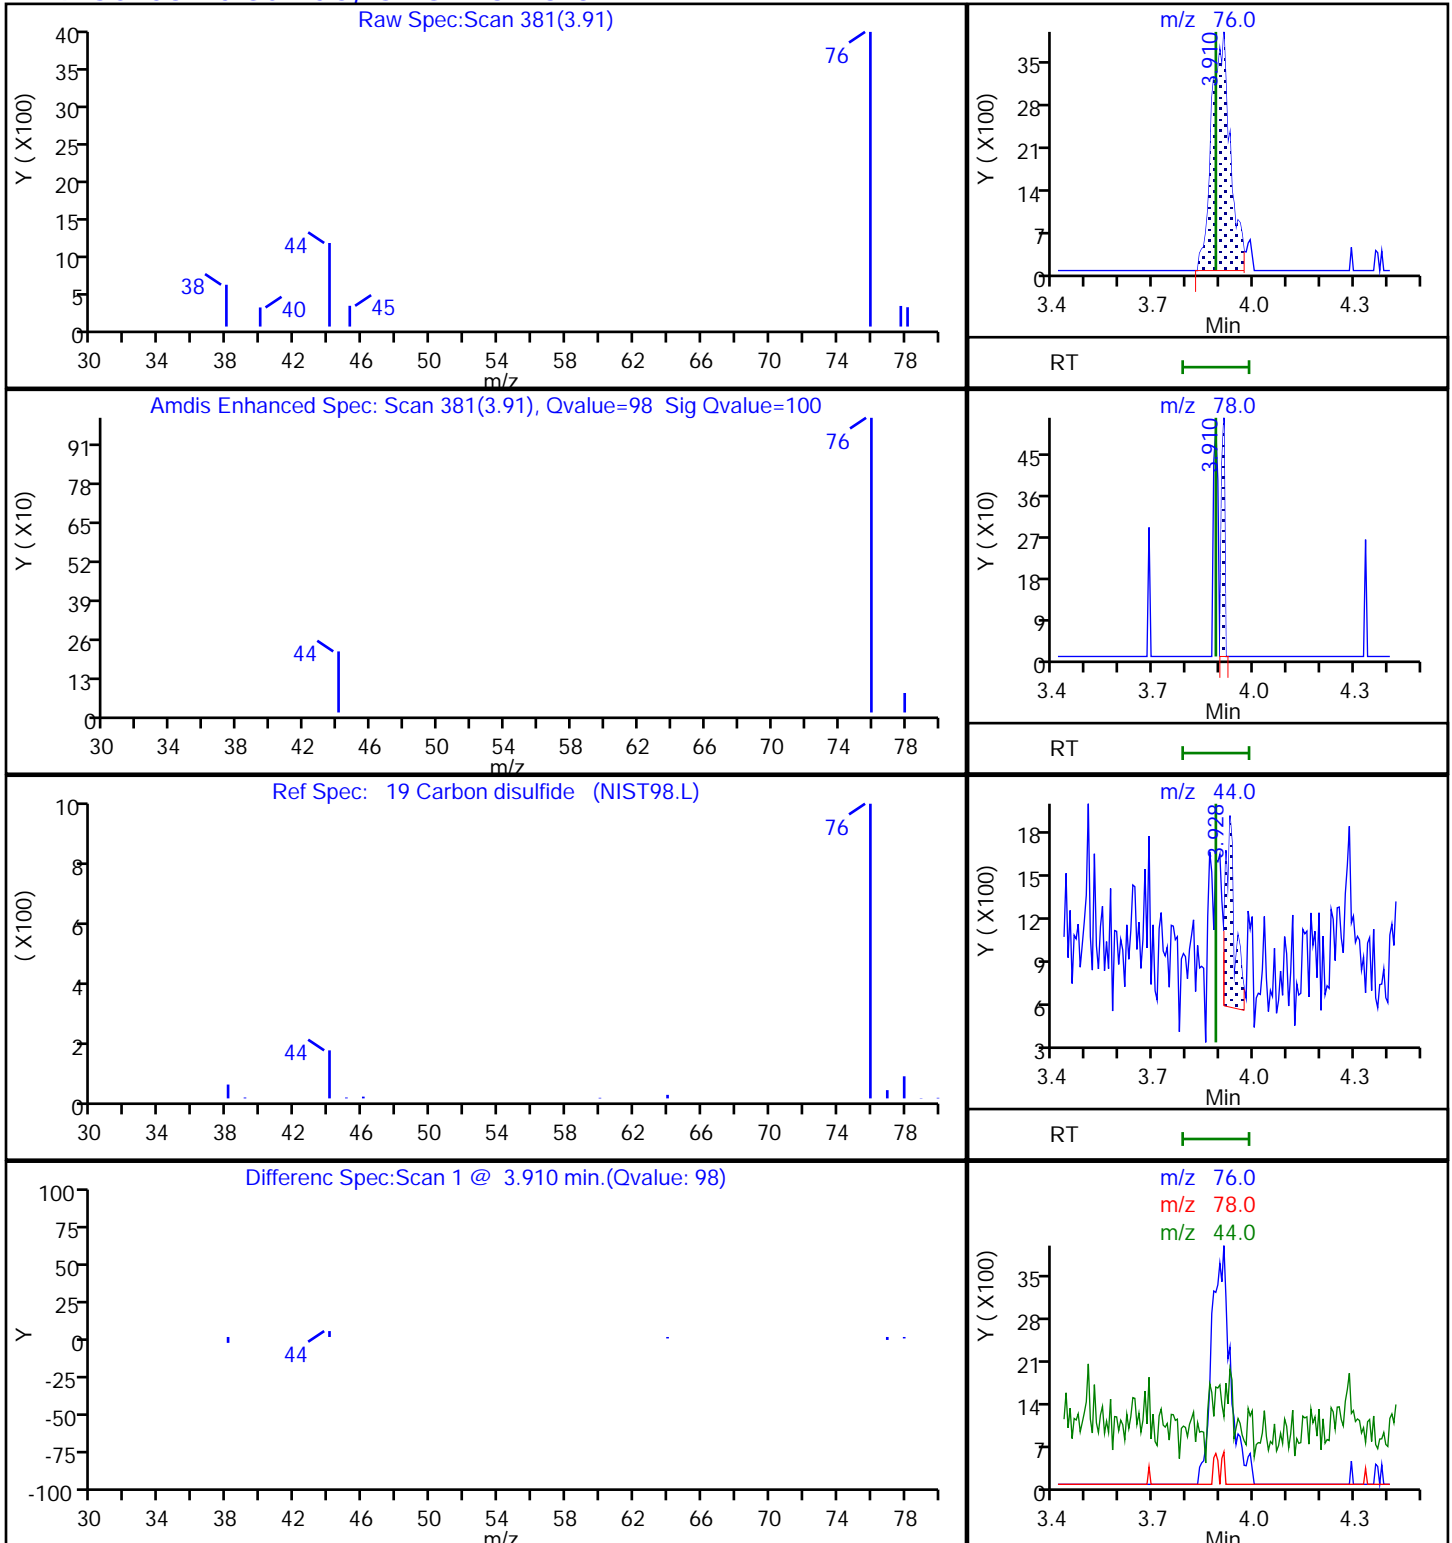 Raw Spec:Scan 381(3.91)
Y ( X100)
40
35
30
25
20
15
10
5
0
76
44
38
40
45
30 34 38 42 46 50 54 58 62 66 70 74 78
m/z
m/z 76.0
Y ( X100)
35
28
21
14
7
0
3.910
3.4 3.7 4.0 4.3
Min
RT
Amdis Enhanced Spec: Scan 381(3.91), Qvalue=98 Sig Qvalue=100
Y ( X10)
91
78
65
52
39
26
13
0
76
44
30 34 38 42 46 50 54 58 62 66 70 74 78
m/z
m/z 78.0
Y ( X10)
45
36
27
18
9
0
3.910
3.4 3.7 4.0 4.3
Min
RT
Ref Spec: 19 Carbon disulfide (NIST98.L)
( X100)
10
8
6
4
2
0
76
44
30 34 38 42 46 50 54 58 62 66 70 74 78
m/z 44.0
Y ( X100)
18
15
12
9
6
3
3.928
3.4 3.7 4.0 4.3
Min
RT
Differenc Spec:Scan 1 @ 3.910 min.(Qvalue: 98)
Y
100
75
50
25
0
-25
-50
-75
-100
44
30 34 38 42 46 50 54 58 62 66 70 74 78
m/z
m/z 76.0
m/z 78.0
m/z 44.0
Y ( X100)
35
28
21
14
7
0
3.4 3.7 4.0 4.3
Min